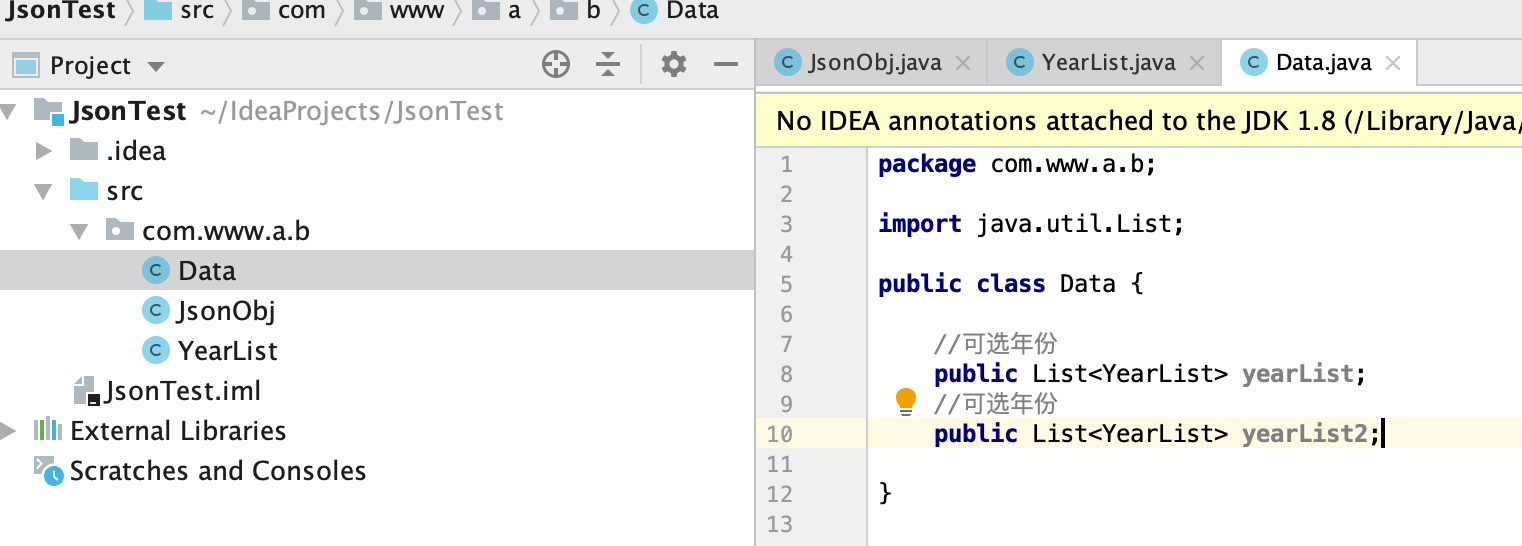 JsonTest src com www a b Data
Project
JsonObj.java YearList.java Data.java
JsonTest ~/IdeaProjects/JsonTest
.idea
src
com.www.a.b
Data
JsonObj
YearList
JsonTest.iml
External Libraries
Scratches and Consoles
No IDEA annotations attached to the JDK 1.8 (/Library/Java/
1 package com.www.a.b;
2
3 import java.util.List;
4
5 public class Data {
6
7 //可选年份
8 public List<YearList> yearList;
9 //可选年份
10 public List<YearList> yearList2;
11
12 }
13